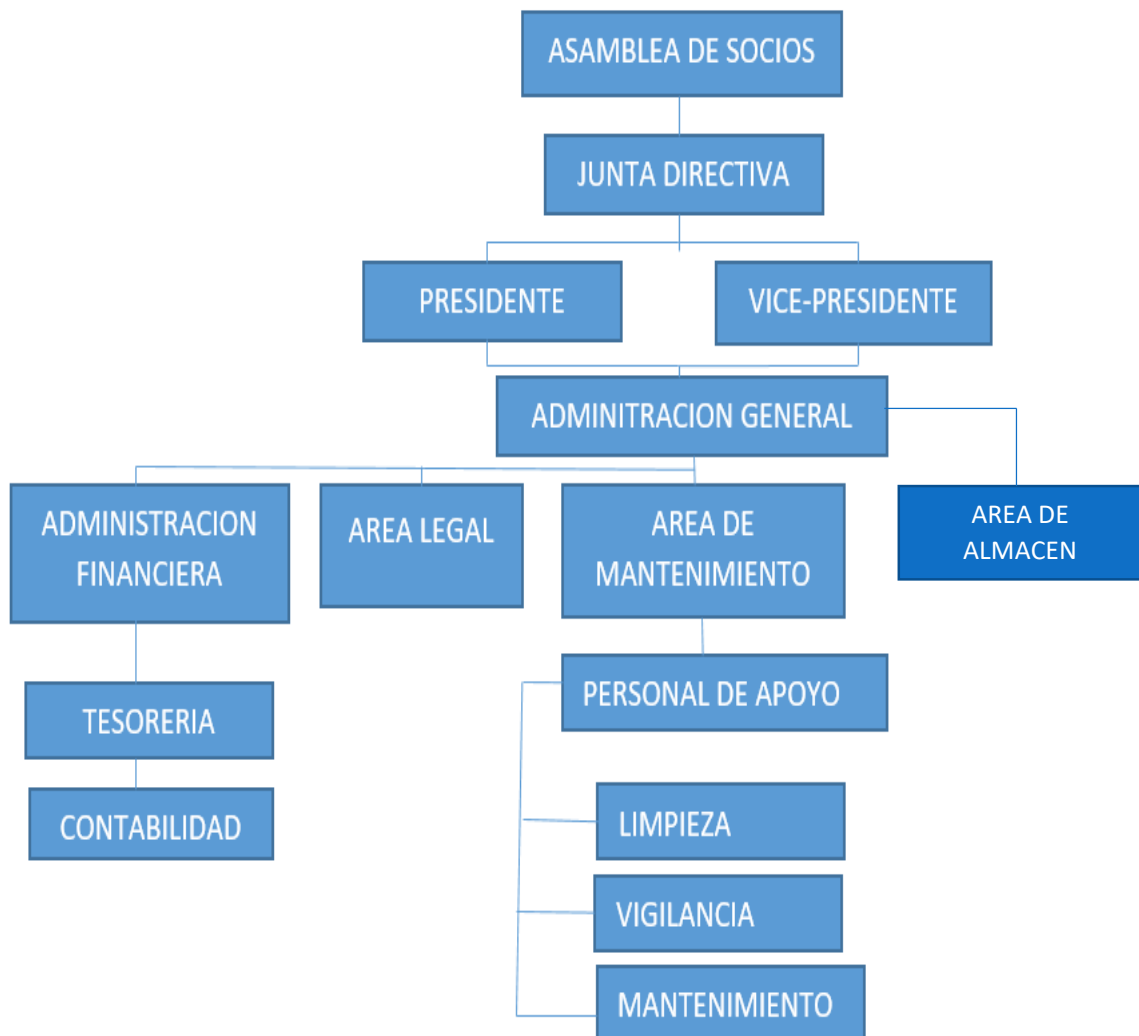 ASAMBLEA DE SOCIOS
JUNTA DIRECTIVA
PRESIDENTE
VICE-PRESIDENTE
ADMINITRACION GENERAL
ADMINISTRACION
FINANCIERA
AREA LEGAL
AREA DE
MANTENIMIENTO
AREA DE
ALMACEN
TESORERIA
CONTABILIDAD
PERSONAL DE APOYO
LIMPIEZA
VIGILANCIA
MANTENIMIENTO